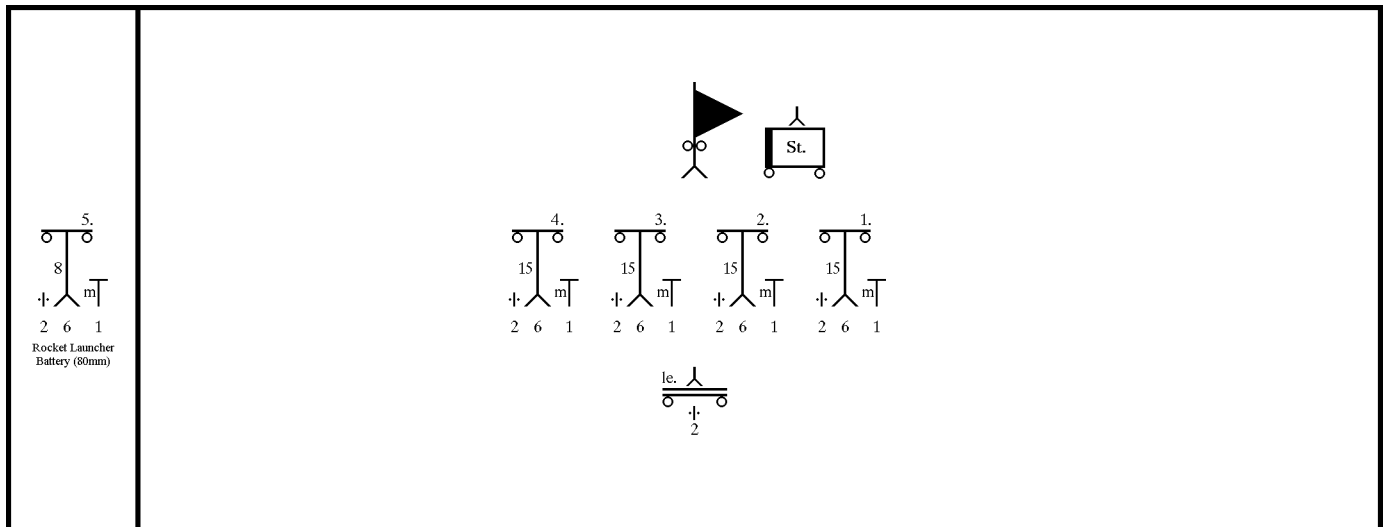 St.
5. 4. 3. 2. 1.
8 15 15 15 15
m m m m m
2 6 1 2 6 1 2 6 1 2 6 1 2 6 1
Rocket Launcher
Battery (80mm)
le.
2